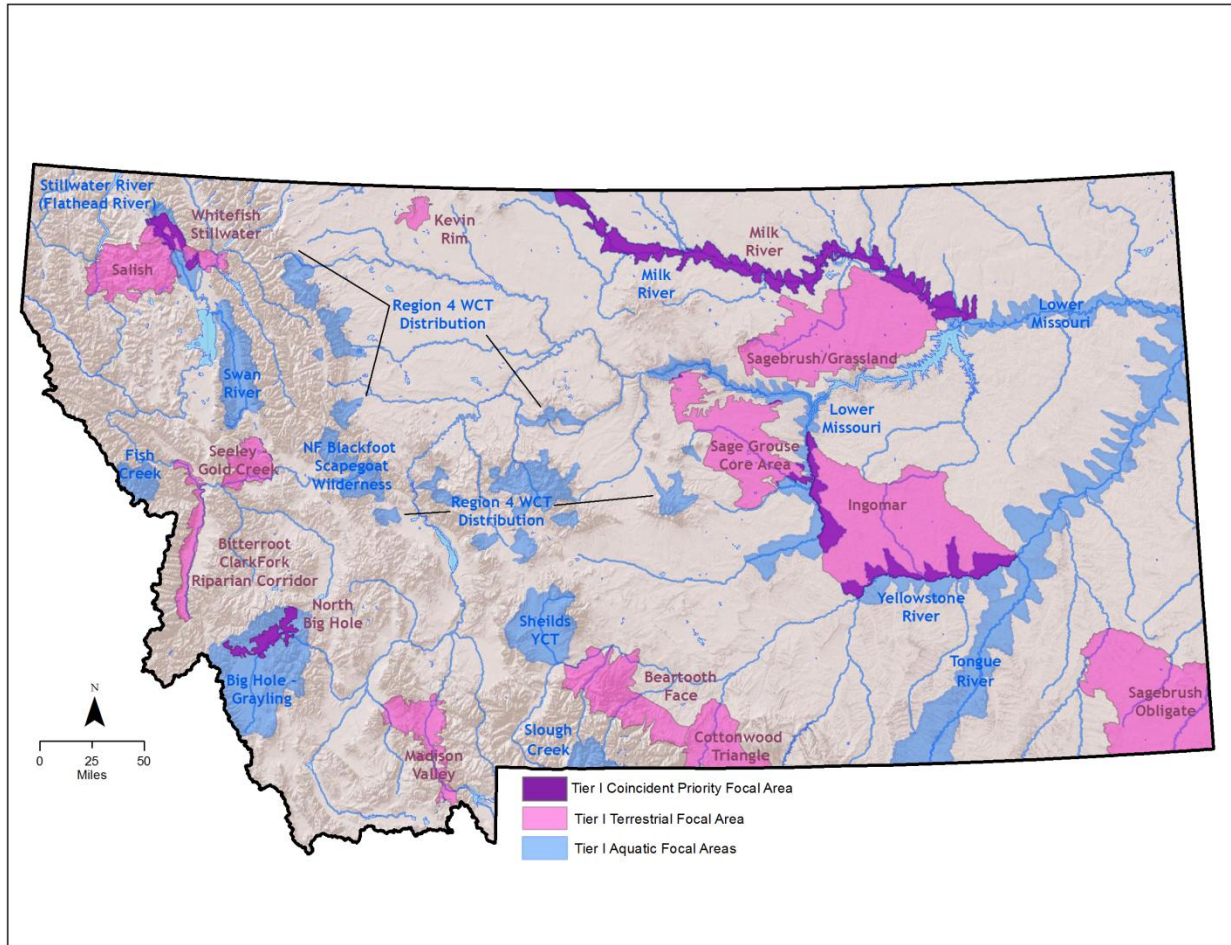 Stillwater River
(Flathead River)
Whitefish
Stillwater
Salish
Kevin
Rim
Milk
River
Milk
River
Region 4 WCT
Distribution
Lower
Missouri
Sagebrush/Grassland
Swan
River
Lower
Missouri
Fish
Creek
Seeley -
Gold Creek
NF Blackfoot
Scapegoat
Wilderness
Sage Grouse
Core Area
Region 4 WCT
Distribution
Ingomar
Bitterroot
ClarkFork
Riparian Corridor
North
Big Hole
Yellowstone
River
Sheilds
YCT
Big Hole -
Grayling
Beartooth
Face
Tongue
River
Sagebrush
Obligate
Slough
Creek
Cottonwood
Triangle
Madison
Valley
N
0 25 50
Miles
Tier I Coincident Priority Focal Area
Tier I Terrestrial Focal Area
Tier I Aquatic Focal Areas